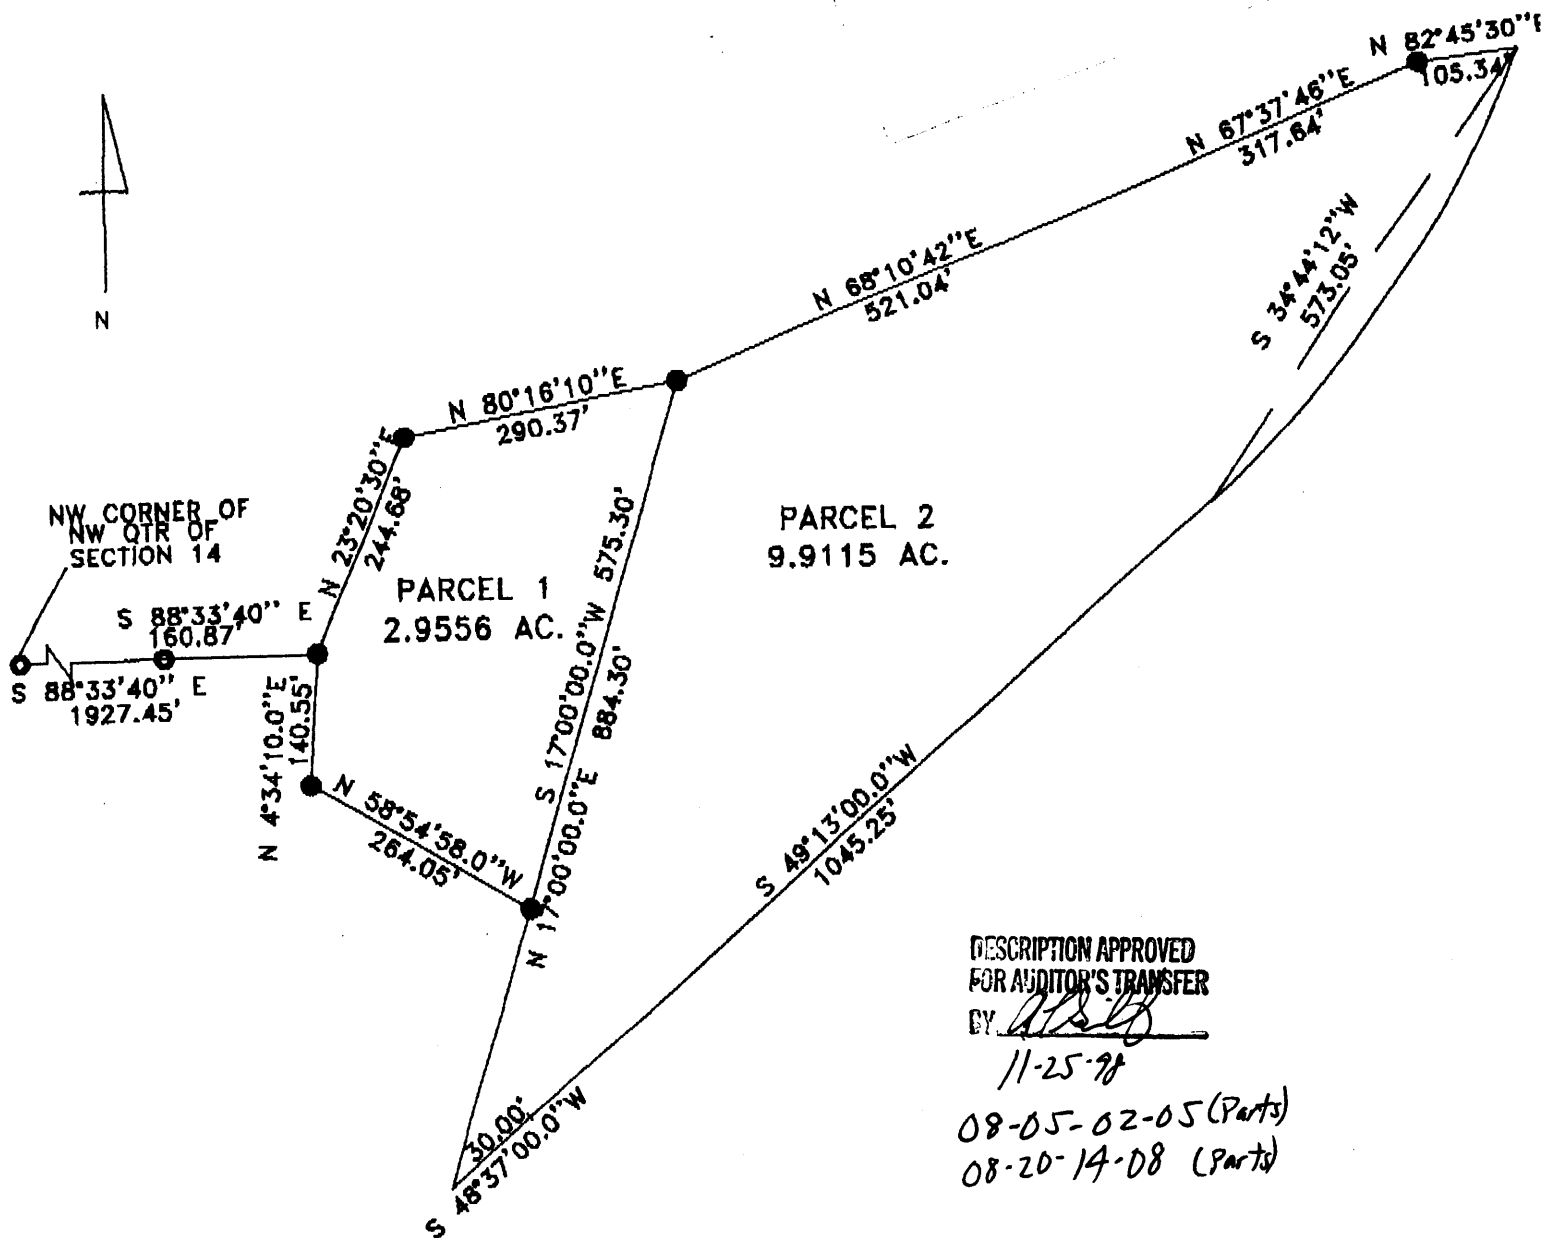 N 82°45'30"E
105.34'
N 67°37'46"E
317.64'
N
S 34°44'12"W
573.05'
N 68°10'42"E
521.04'
N 80°16'10"E
290.37'
N 23°20'30"E
244.68'
NW CORNER OF
NW QTR OF
SECTION 14
PARCEL 2
9.9115 AC.
S 17°00'00.0"W 575.30'
PARCEL 1
2.9556 AC.
S 88°33'40" E
160.87'
S 88°33'40" E
1927.45'
N 4°34'10.0"E
140.55'
N 17°00'00.0"E 884.30'
N 58°54'58.0"W
264.05'
S 49°13'00.0"W
1045.25'
DESCRIPTION APPROVED
FOR AUDITOR'S TRANSFER
BY
11-25-98
30.00'
S 48°37'00.0"W
08-05-02-05 (Parts)
08-20-14-08 (Parts)